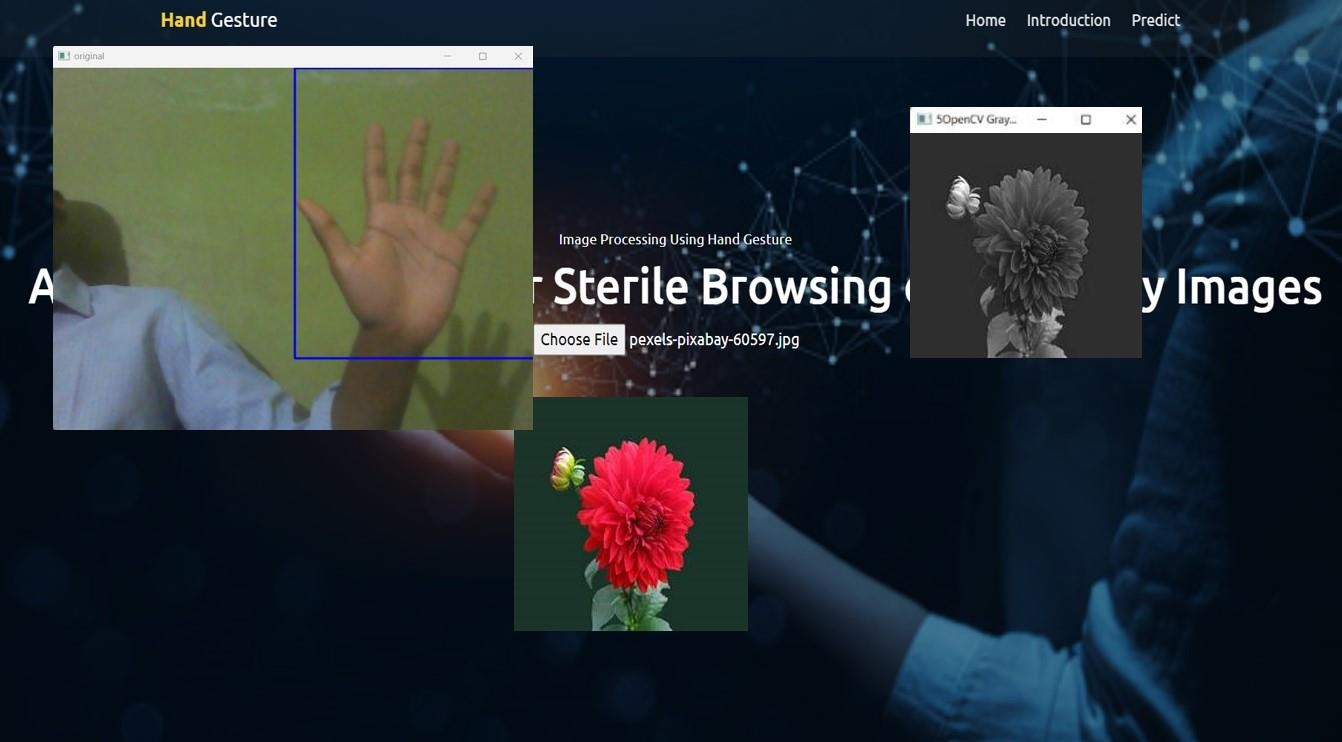 Hand Gesture
Home Introduction Predict
original
5OpenCV Gray...
Image Processing Using Hand Gesture
Sterile Browsing Images
Choose File pexels-pixabay-60597.jpg